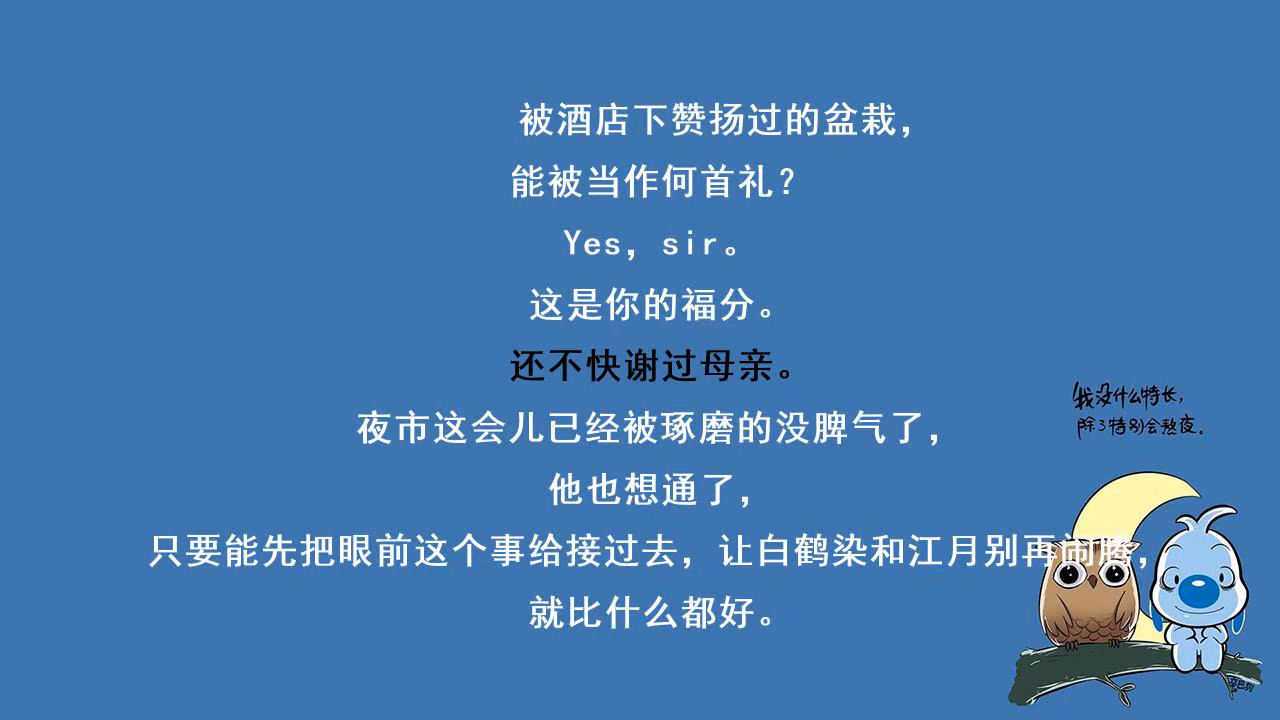 被酒店下赞扬过的盆栽，
能被当作何首礼？
Yes，sir。
这是你的福分。
还不快谢过母亲。
夜市这会儿已经被琢磨的没脾气了，
他也想通了，
只要能先把眼前这个事给接过去，让白鹤染和江月别再闹腾，
就比什么都好。
我没什么特长，
除了特别会熬夜。